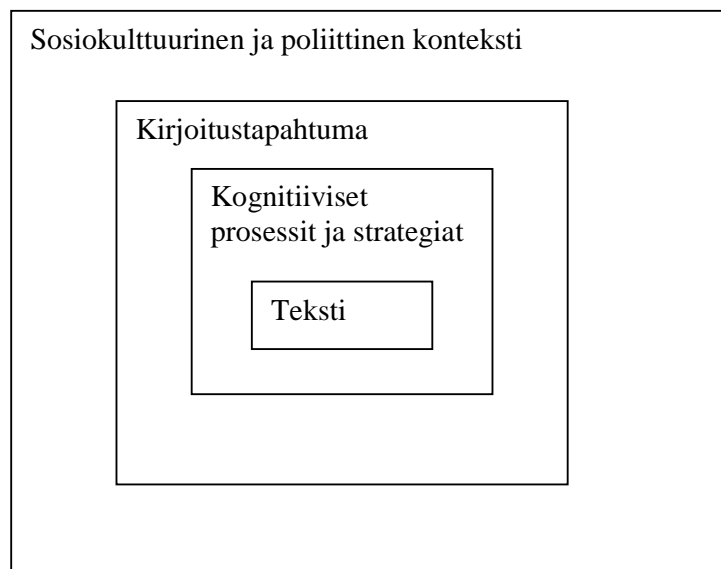 Sosiokulttuurinen ja poliittinen konteksti
Kirjoitustapahtuma
Kognitiiviset
prosessit ja strategiat
Teksti